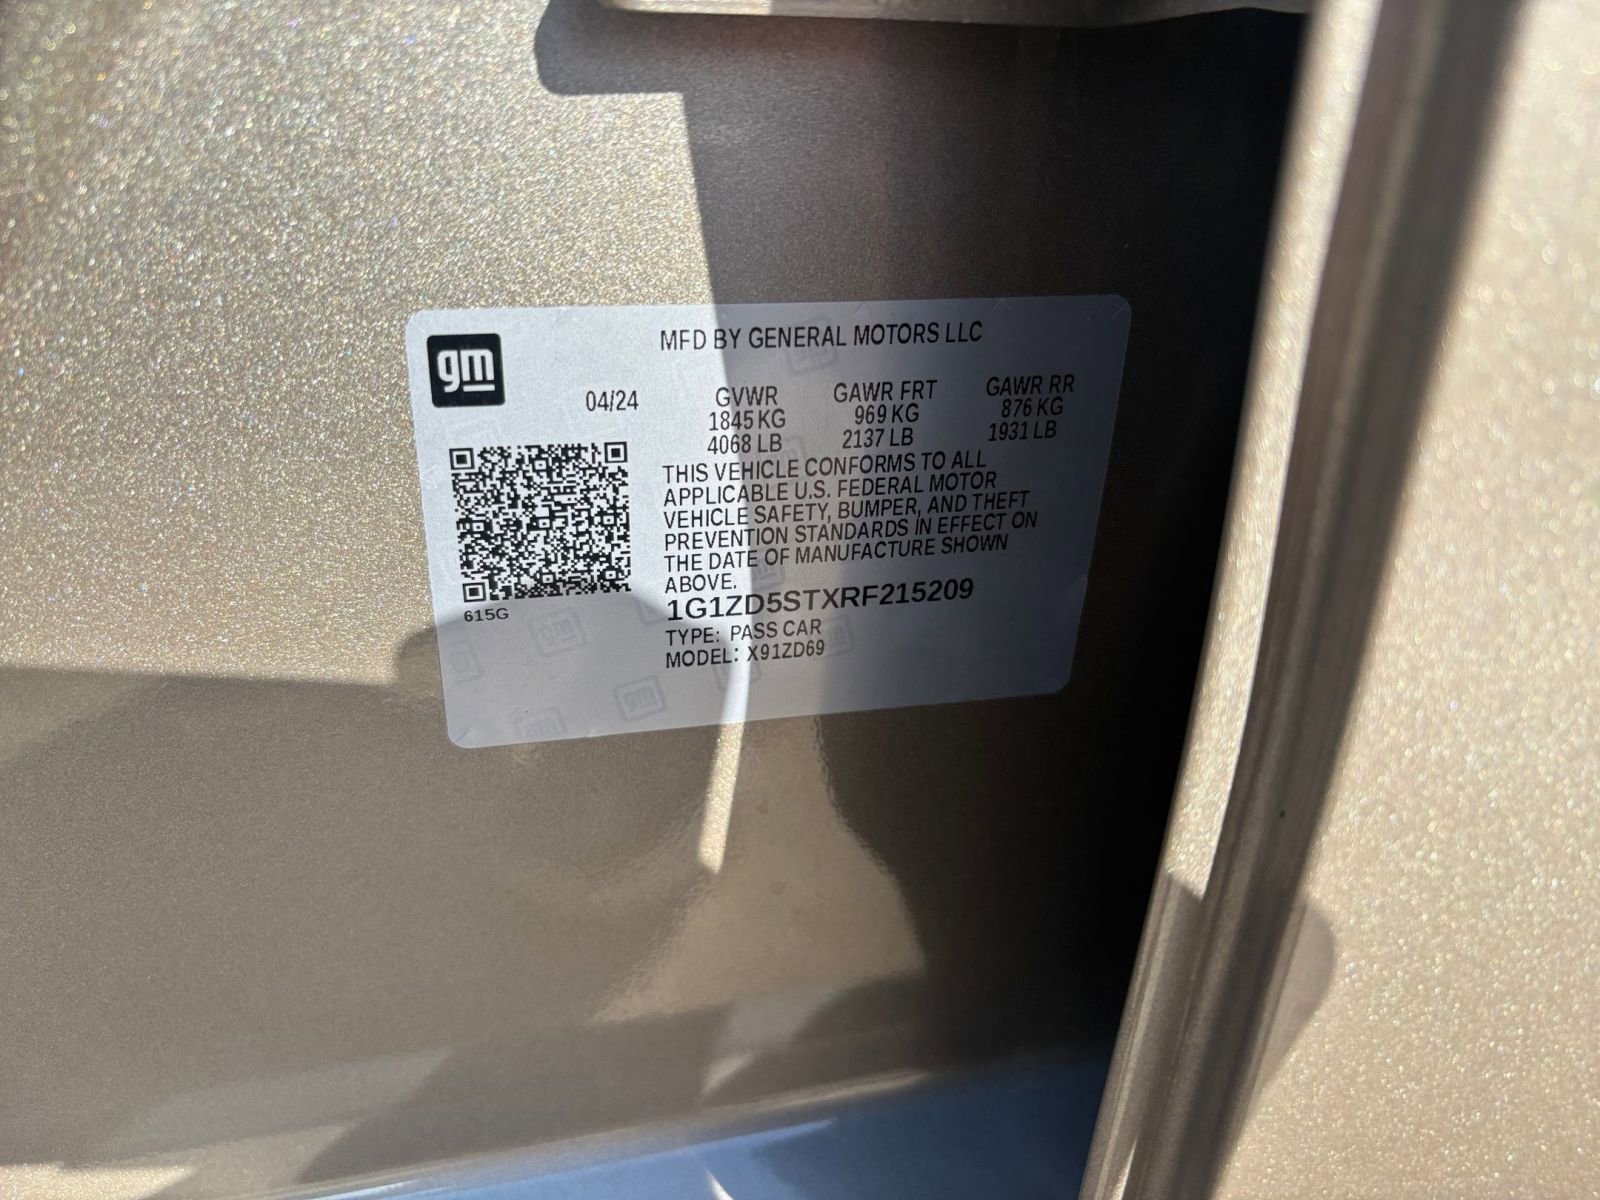 gm
MFD BY GENERAL MOTORS LLC
04/24 GVWR GAWR FRT GAWR RR
1845 KG 969 KG 876 KG
4068 LB 2137 LB 1931 LB
THIS VEHICLE CONFORMS TO ALL
APPLICABLE U.S. FEDERAL MOTOR
VEHICLE SAFETY, BUMPER, AND THEFT
PREVENTION STANDARDS IN EFFECT ON
THE DATE OF MANUFACTURE SHOWN
ABOVE.
1G1ZD5STXRF215209
615G
TYPE: PASS CAR
MODEL: X91ZD69